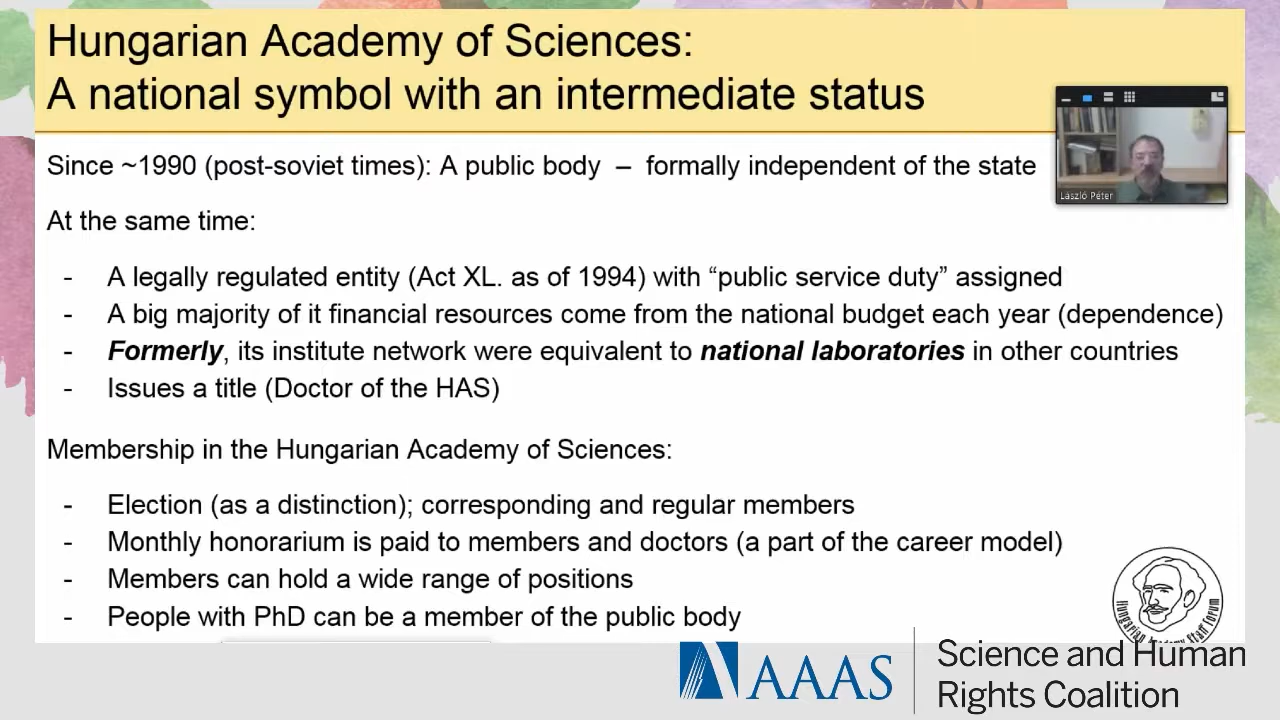 Hungarian Academy of Sciences:
A national symbol with an intermediate status
Since ~1990 (post-soviet times): A public body – formally independent of the state
László Péter
At the same time:
- A legally regulated entity (Act XL. as of 1994) with “public service duty” assigned
- A big majority of it financial resources come from the national budget each year (dependence)
- Formerly, its institute network were equivalent to national laboratories in other countries
- Issues a title (Doctor of the HAS)
Membership in the Hungarian Academy of Sciences:
- Election (as a distinction); corresponding and regular members
- Monthly honorarium is paid to members and doctors (a part of the career model)
- Members can hold a wide range of positions
- People with PhD can be a member of the public body
Hungarian Academy Staff Forum
AAAS
Science and Human
Rights Coalition